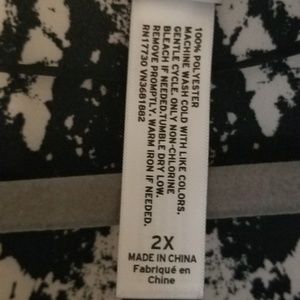 100% POLYESTER
MACHINE WASH COLD WITH LIKE COLORS.
GENTLE CYCLE. ONLY NON-CHLORINE
BLEACH IF NEEDED.TUMBLE DRY LOW.
REMOVE PROMPTLY. WARM IRON IF NEEDED.
RN17730 VN3681882
2X
MADE IN CHINA
Fabriqué en
Chine